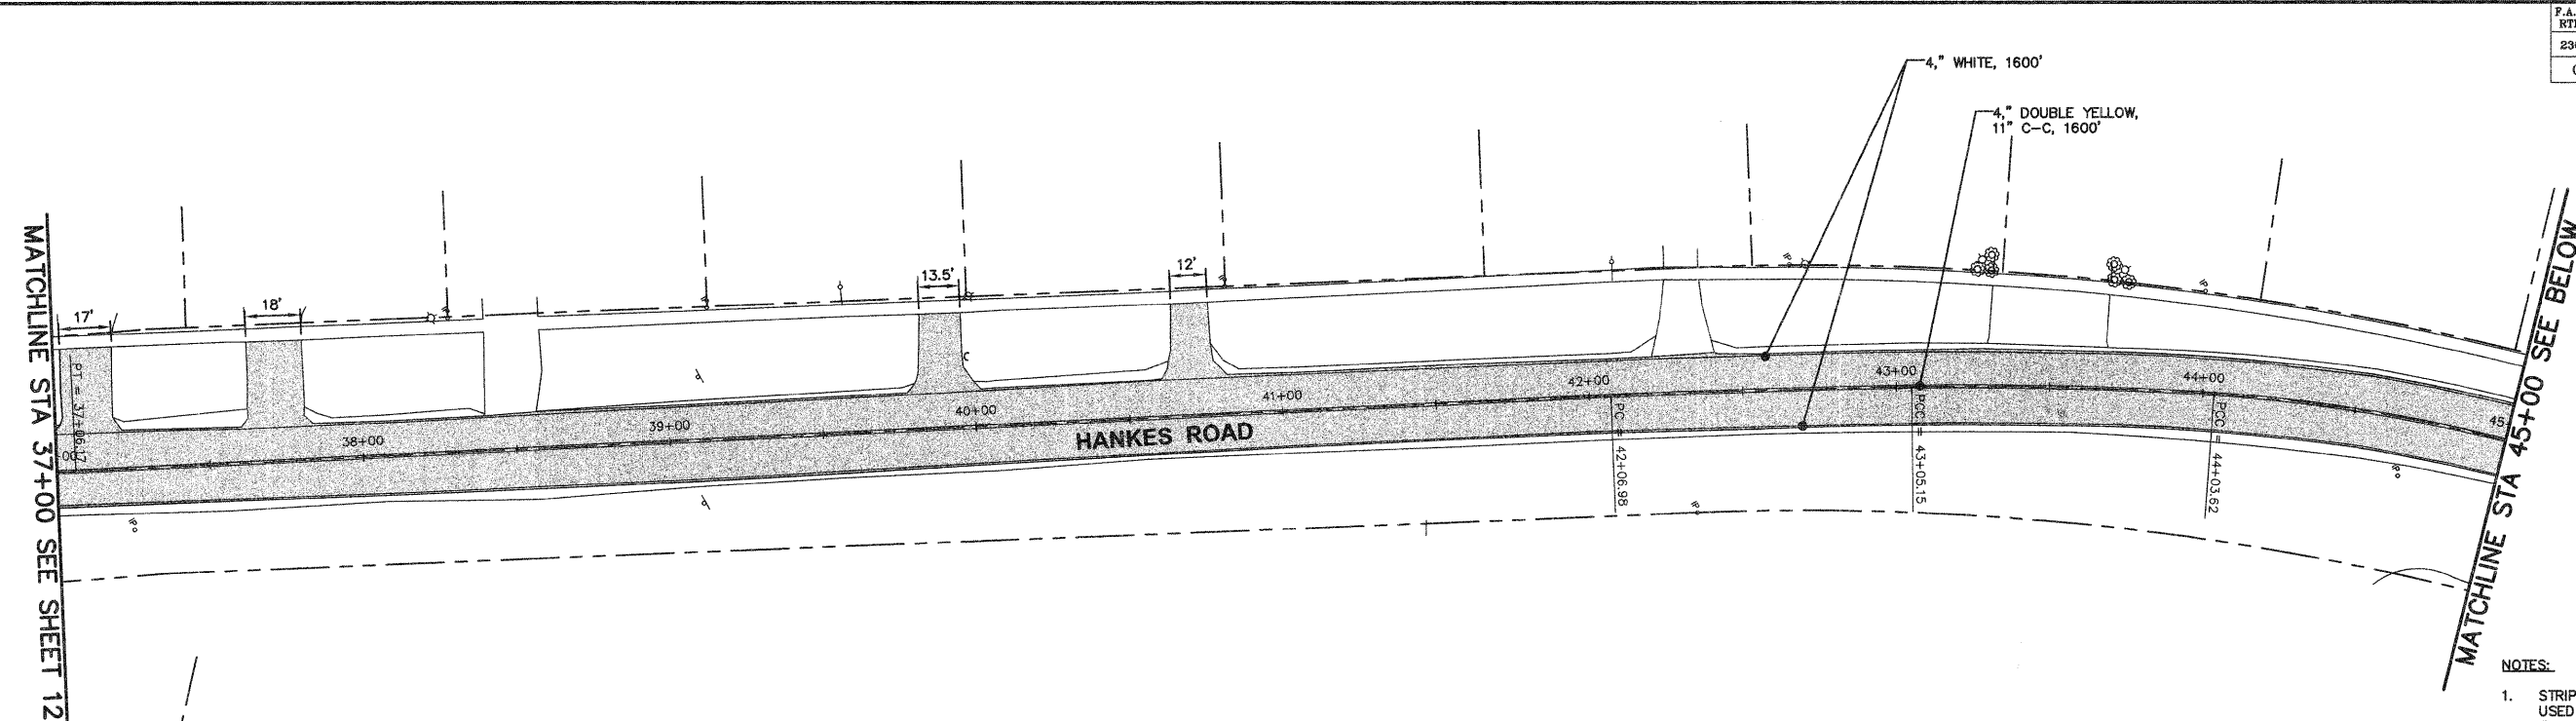 F.A.
4," WHITE, 1600'
4," DOUBLE YELLOW,
11" C-C, 1600'
MATCHLINE STA 37+00 SEE SHEET 12
17'
18'
13.5'
12'
PT = 37+06.17
38+00
39+00
40+00
41+00
42+00
43+00
44+00
45
HANKES ROAD
PC = 42+06.98
PCC = 43+05.15
PCC = 44+03.62
MATCHLINE STA 45+00 SEE BELOW
NOTES:
1. STRIP
USED